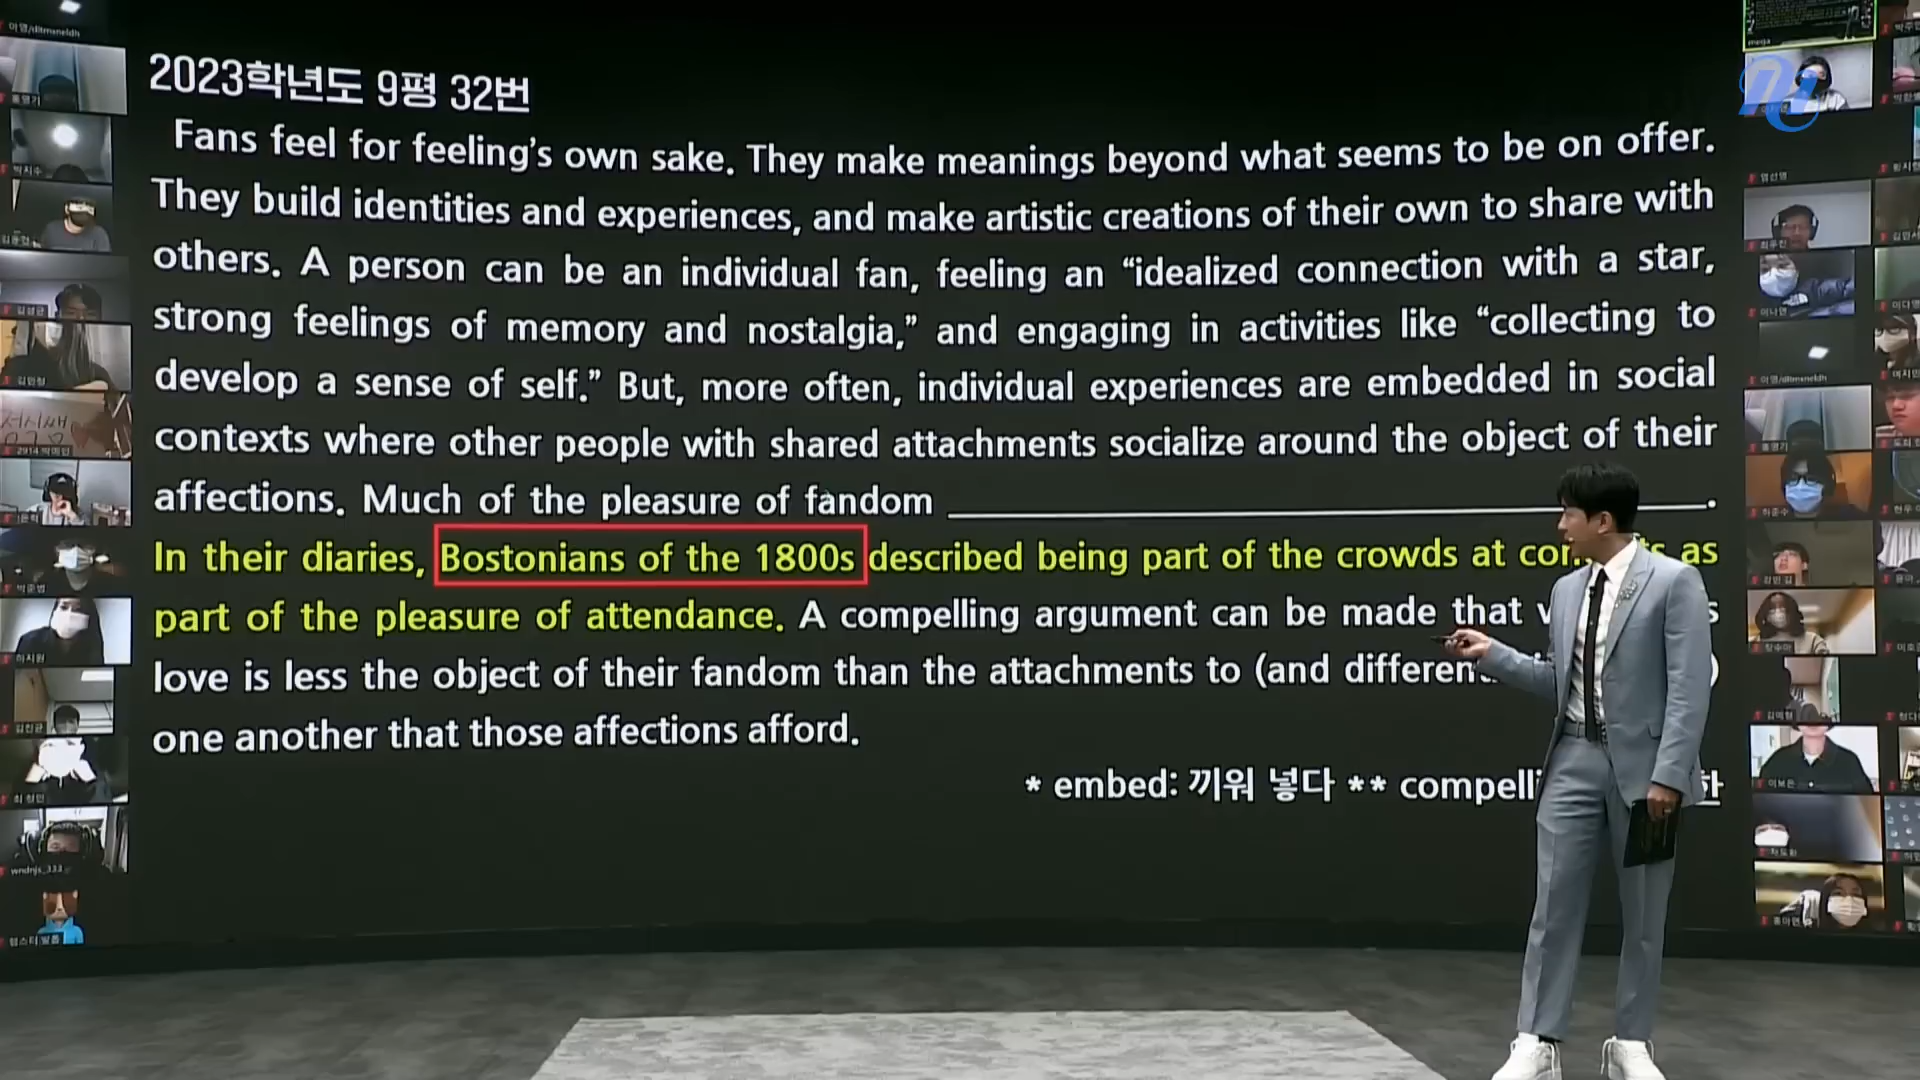 2023학년도 9평 32번
Fans feel for feeling's own sake. They make meanings beyond what seems to be on offer.
They build identities and experiences, and make artistic creations of their own to share with
others. A person can be an individual fan, feeling an “idealized connection with a star,
strong feelings of memory and nostalgia,” and engaging in activities like “collecting to
develop a sense of self.” But, more often, individual experiences are embedded in social
contexts where other people with shared attachments socialize around the object of their
affections. Much of the pleasure of fandom ________________.
In their diaries, Bostonians of the 1800s described being part of the crowds at as
part of the pleasure of attendance. A compelling argument can be made that
love is less the object of their fandom than the attachments to (and
one another that those affections afford.
* embed: 끼워 넣다 **